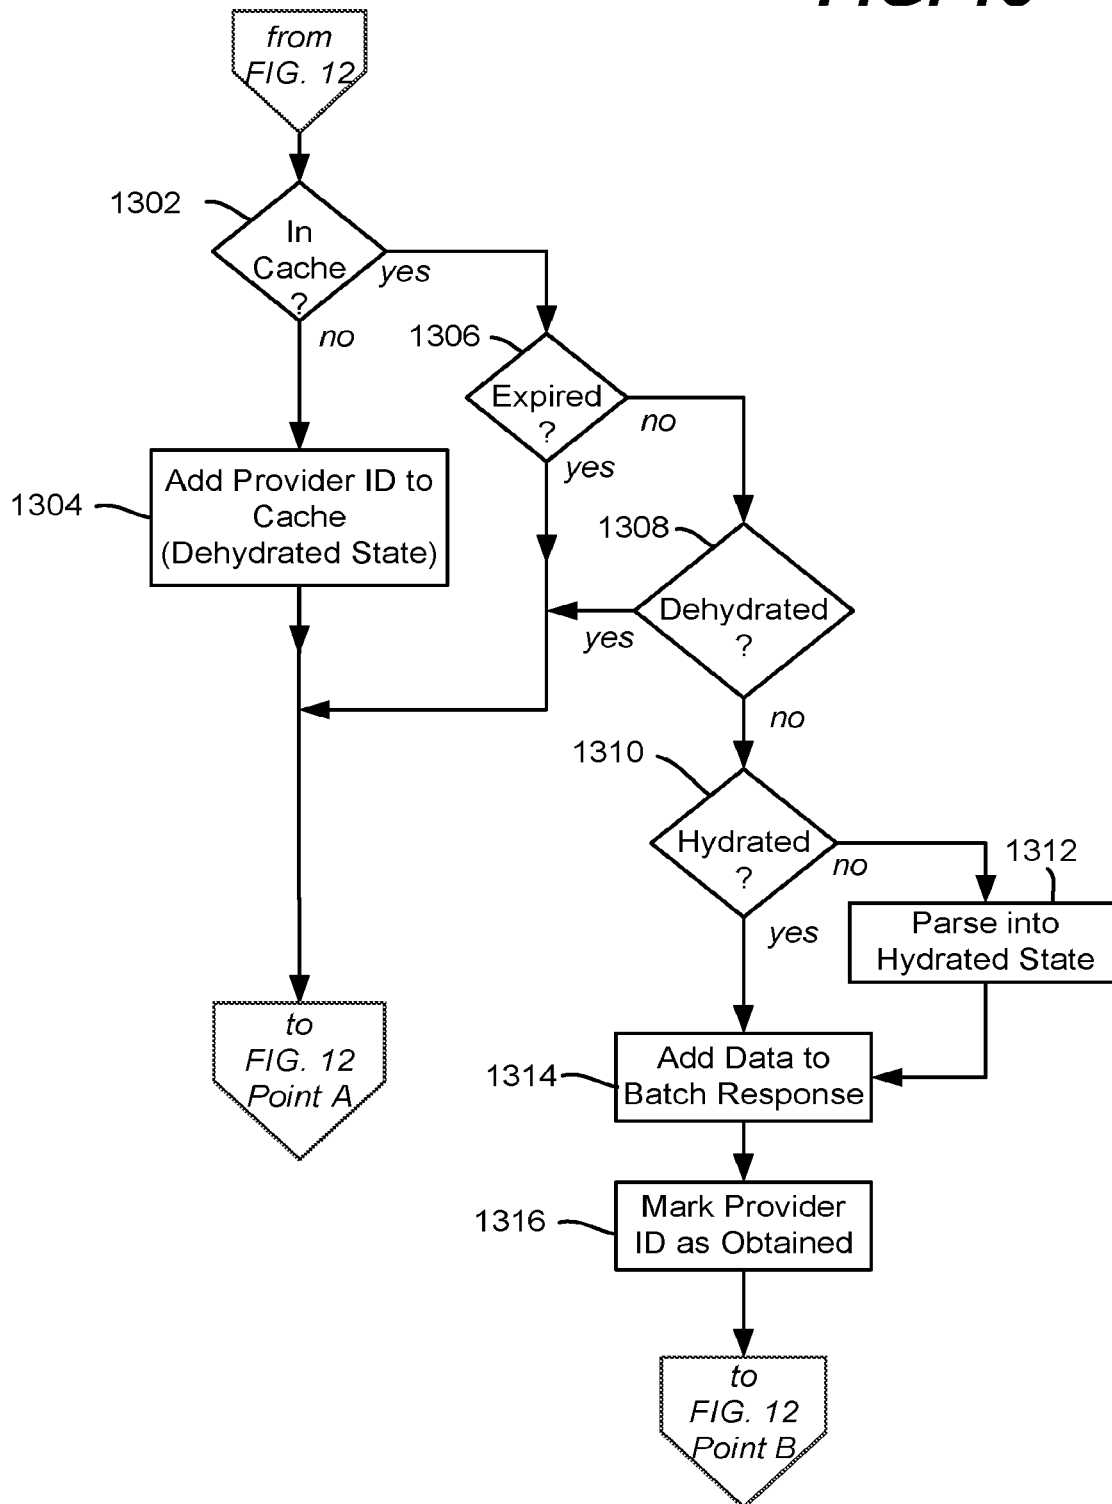 from
FIG. 12
1302
In
Cache
?
yes
no
1306
Expired
?
no
yes
1304
Add Provider ID to
Cache
(Dehydrated State)
1308
Dehydrated
?
yes
no
1310
Hydrated
?
no
yes
1312
Parse into
Hydrated State
to
FIG. 12
Point A
1314
Add Data to
Batch Response
1316
Mark Provider
ID as Obtained
to
FIG. 12
Point B